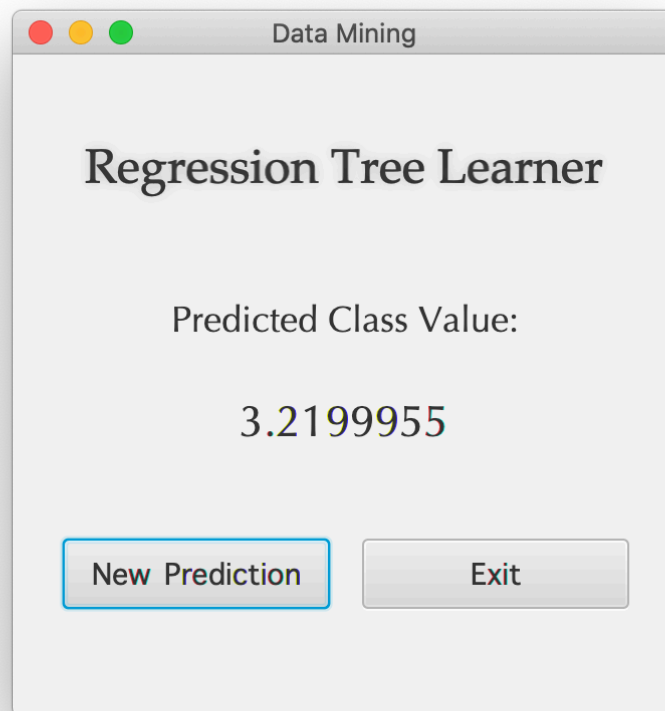 Data Mining
Regression Tree Learner
Predicted Class Value:
3.2199955
New Prediction Exit